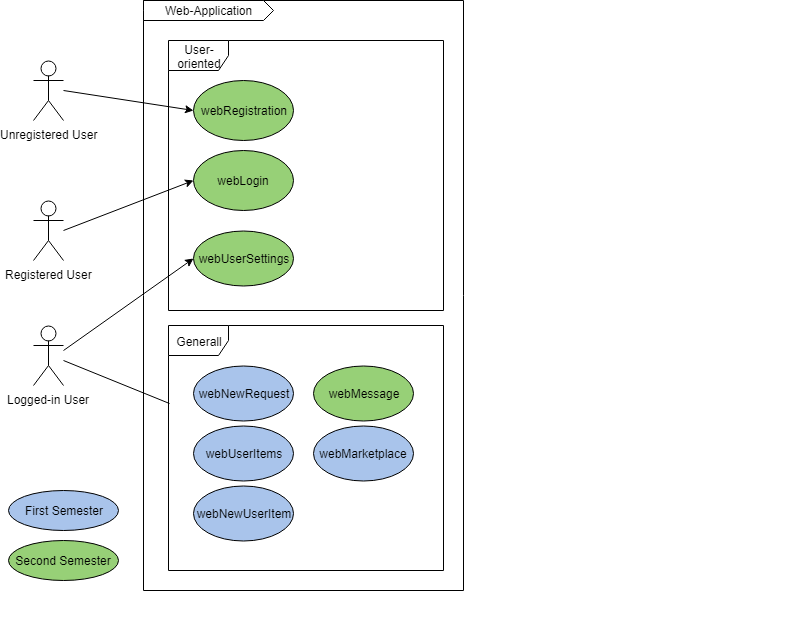 Web-Application
User-
oriented
webRegistration
Unregistered User
webLogin
Registered User
webUserSettings
Generall
Logged-in User
webNewRequest
webMessage
webUserItems
webMarketplace
webNewUserItem
First Semester
Second Semester